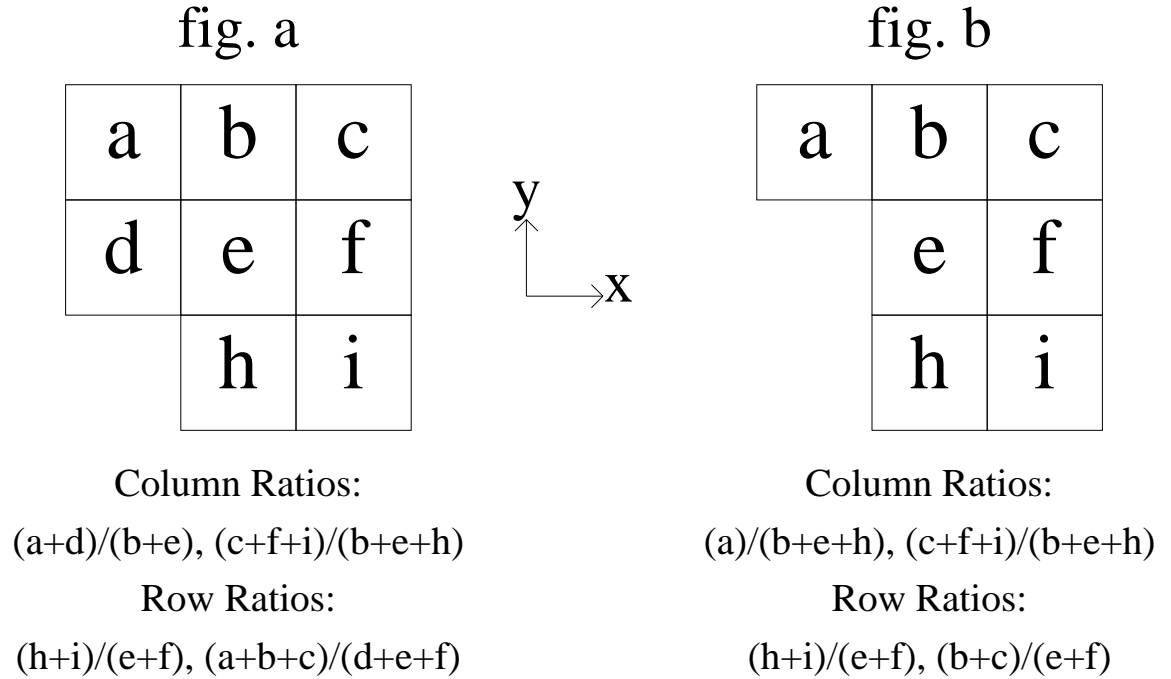 fig. a
a b c
d e f
h i
Column Ratios:
(a+d)/(b+e), (c+f+i)/(b+e+h)
Row Ratios:
(h+i)/(e+f), (a+b+c)/(d+e+f)
y
x
fig. b
a b c
e f
h i
Column Ratios:
(a)/(b+e+h), (c+f+i)/(b+e+h)
Row Ratios:
(h+i)/(e+f), (b+c)/(e+f)